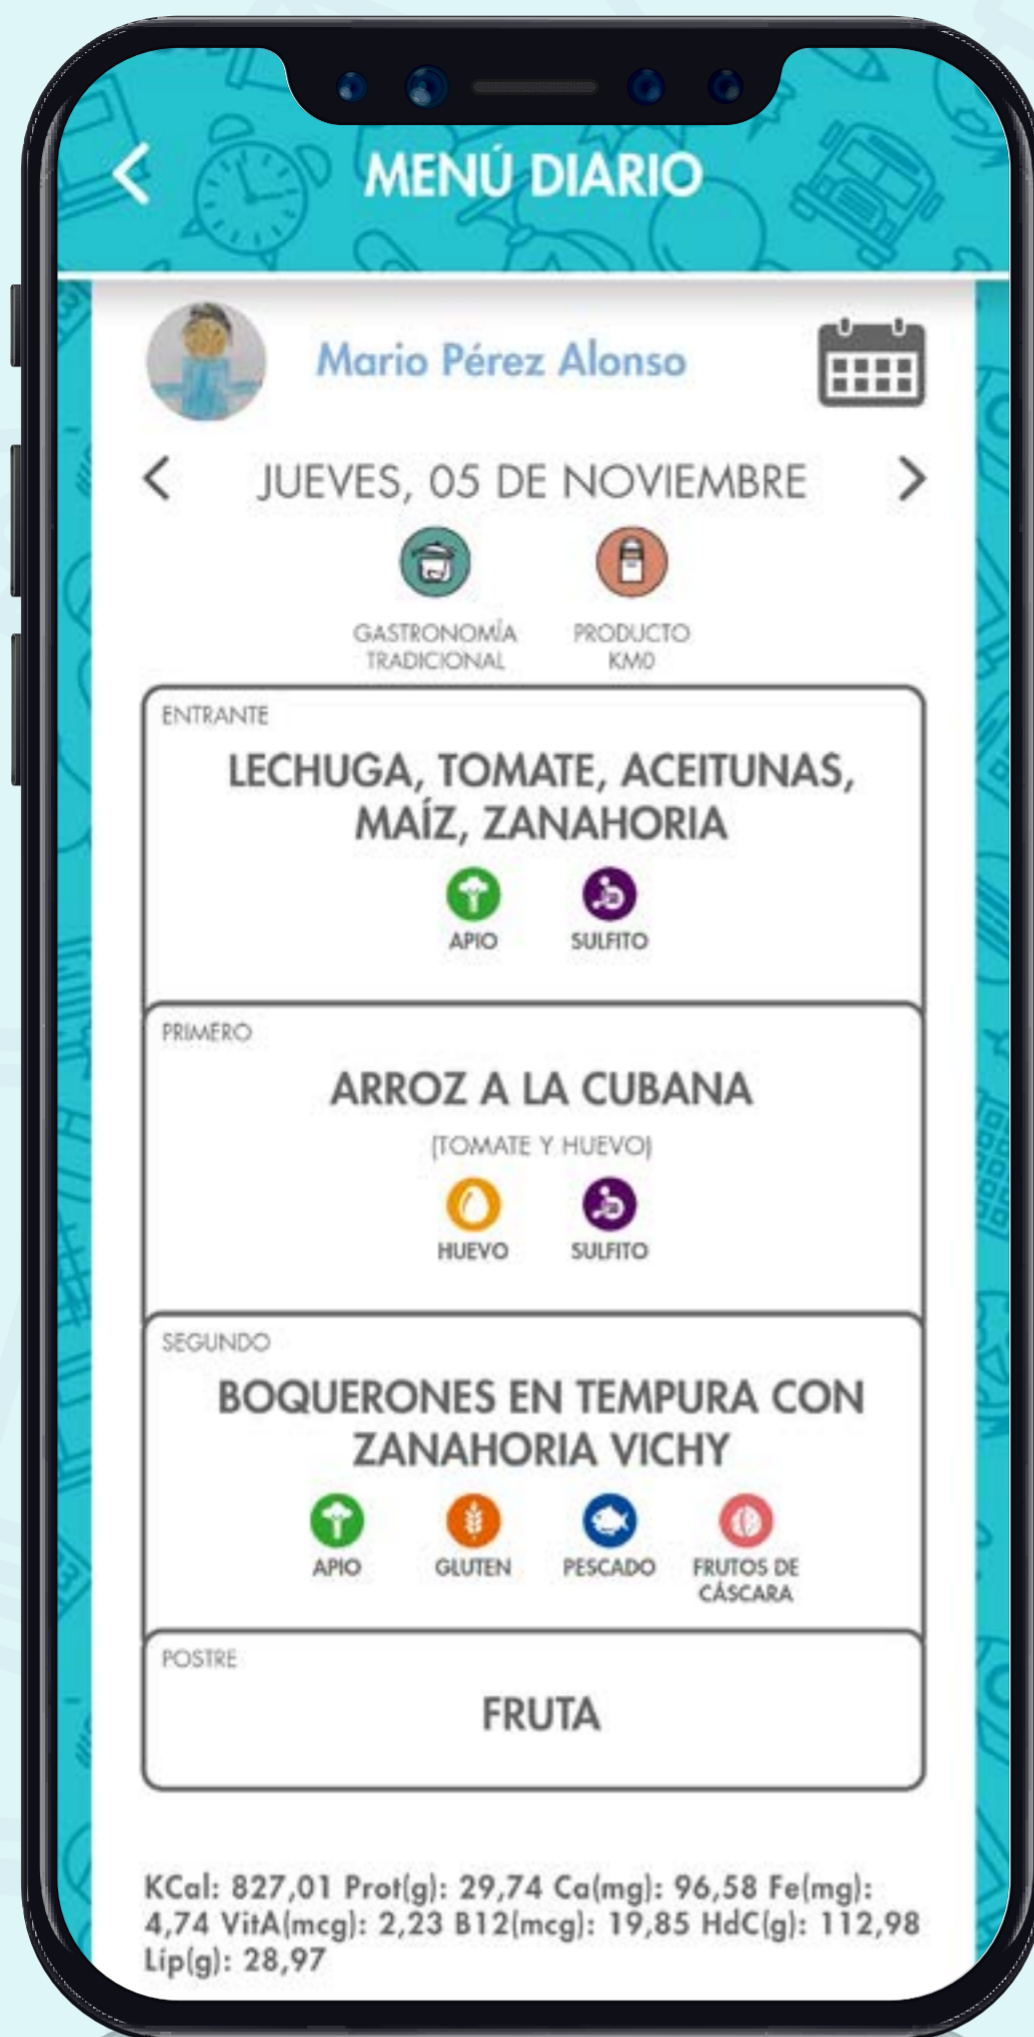 MENÚ DIARIO
Mario Pérez Alonso
JUEVES, 05 DE NOVIEMBRE
GASTRONOMÍA TRADICIONAL
PRODUCTO KM0
ENTRANTE
LECHUGA, TOMATE, ACEITUNAS,
MAÍZ, ZANAHORIA
APIO SULFITO
PRIMERO
ARROZ A LA CUBANA
(TOMATE Y HUEVO)
HUEVO SULFITO
SEGUNDO
BOQUERONES EN TEMPURA CON
ZANAHORIA VICHY
APIO GLUTEN PESCADO FRUTOS DE
CÁSCARA
POSTRE
FRUTA
KCal: 827,01 Prot(g): 29,74 Ca(mg): 96,58 Fe(mg):
4,74 VitA(mcg): 2,23 B12(mcg): 19,85 HdC(g): 112,98
Lip(g): 28,97